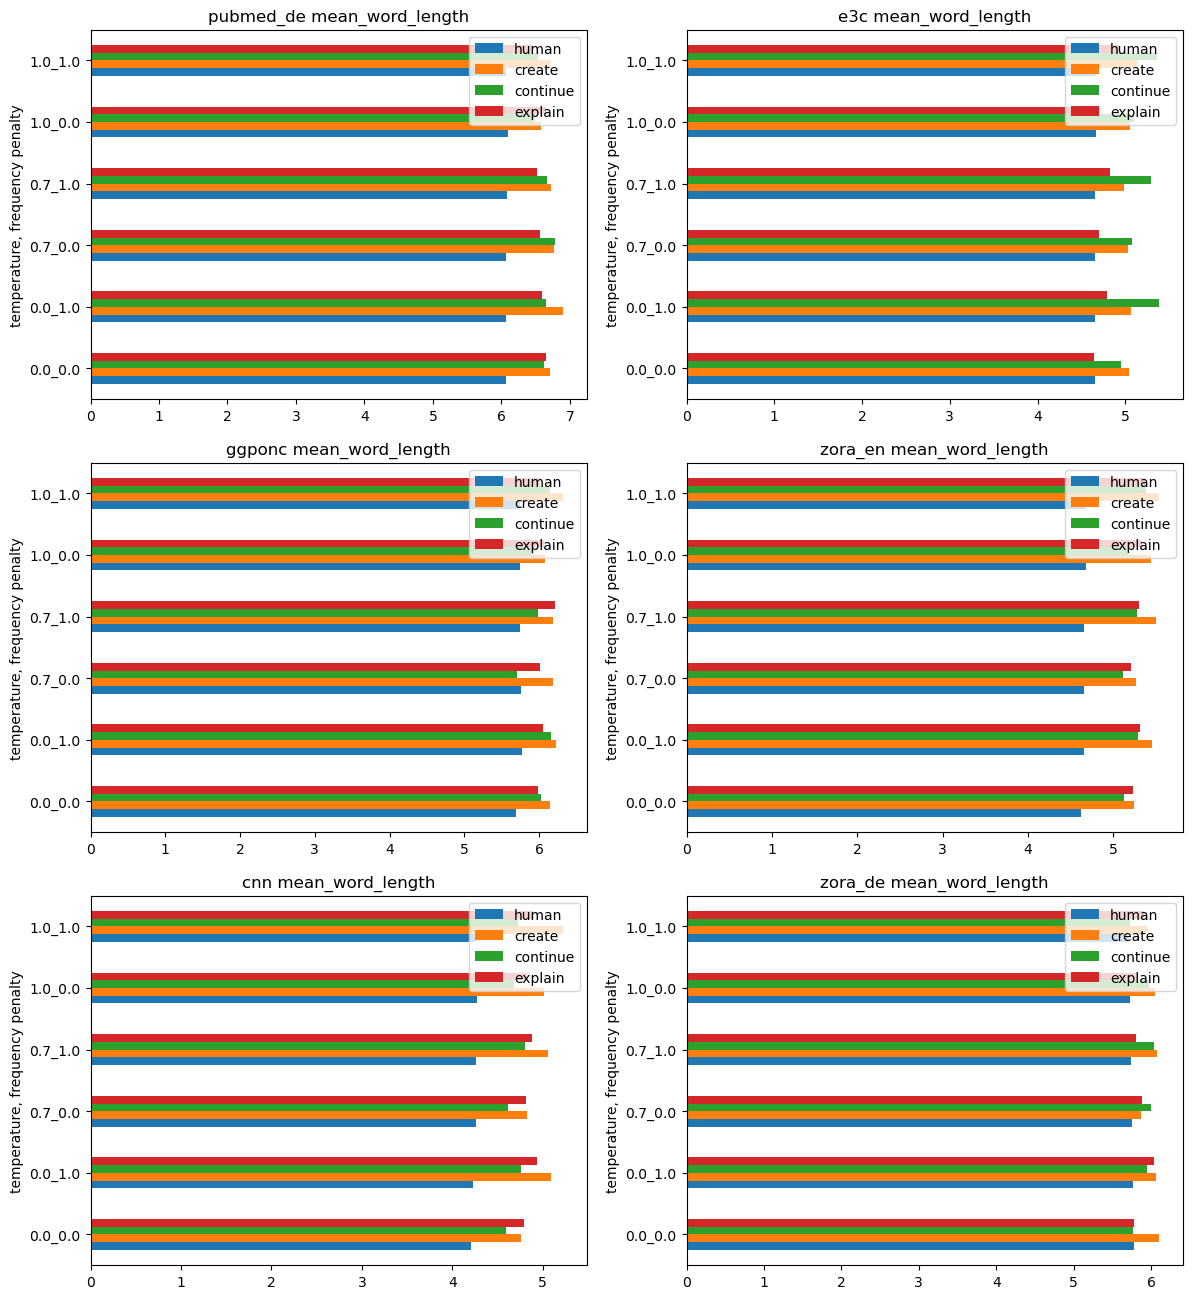 pubmed_de mean_word_length
temperature, frequency penalty
1.0_1.0
1.0_0.0
0.7_1.0
0.7_0.0
0.0_1.0
0.0_0.0
0 1 2 3 4 5 6 7
human
create
continue
explain
e3c mean_word_length
temperature, frequency penalty
1.0_1.0
1.0_0.0
0.7_1.0
0.7_0.0
0.0_1.0
0.0_0.0
0 1 2 3 4 5
human
create
continue
explain
ggponc mean_word_length
temperature, frequency penalty
1.0_1.0
1.0_0.0
0.7_1.0
0.7_0.0
0.0_1.0
0.0_0.0
0 1 2 3 4 5 6
human
create
continue
explain
zora_en mean_word_length
temperature, frequency penalty
1.0_1.0
1.0_0.0
0.7_1.0
0.7_0.0
0.0_1.0
0.0_0.0
0 1 2 3 4 5
human
create
continue
explain
cnn mean_word_length
temperature, frequency penalty
1.0_1.0
1.0_0.0
0.7_1.0
0.7_0.0
0.0_1.0
0.0_0.0
0 1 2 3 4 5
human
create
continue
explain
zora_de mean_word_length
temperature, frequency penalty
1.0_1.0
1.0_0.0
0.7_1.0
0.7_0.0
0.0_1.0
0.0_0.0
0 1 2 3 4 5 6
human
create
continue
explain